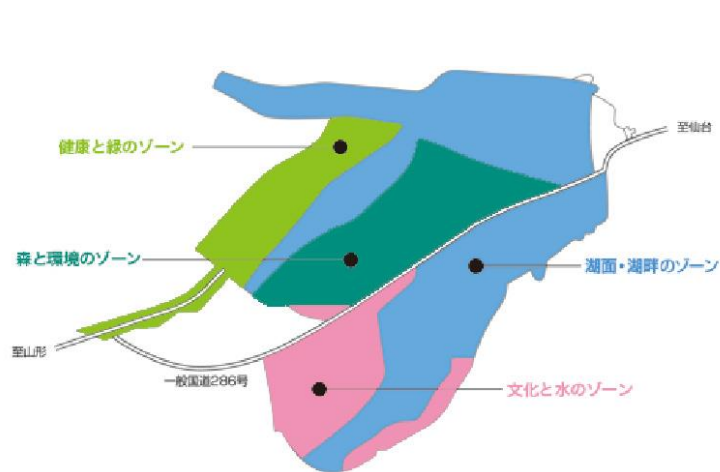 至仙台
健康と緑のゾーン
森と環境のゾーン
湖面・湖畔のゾーン
至山形
一般国道286号
文化と水のゾーン